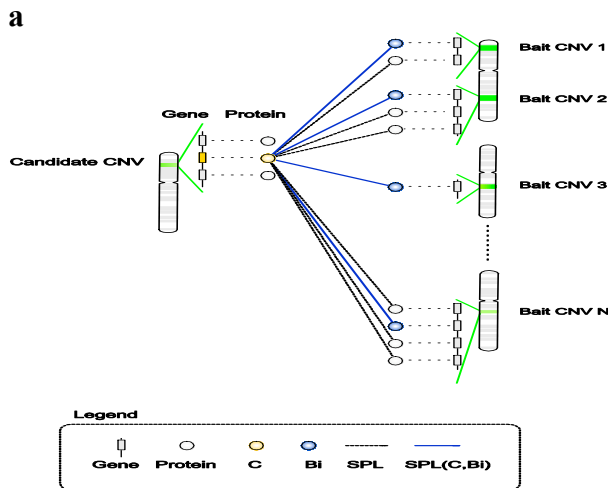 a
Bait CNV 1
Bait CNV 2
Gene Protein
Candidate CNV
Bait CNV 3
Bait CNV N
Legend
Gene Protein C Bi SPL SPL(C,Bi)